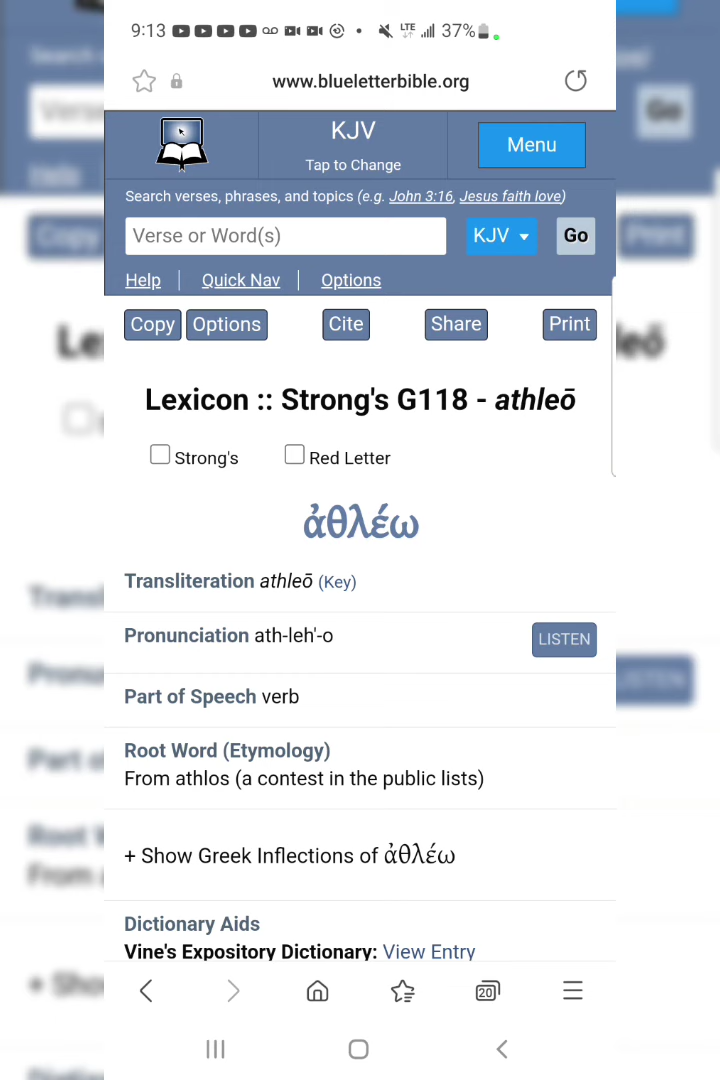 9:13 LTE 37%
www.blueletterbible.org
KJV
Tap to Change
Menu
Search verses, phrases, and topics (e.g. John 3:16, Jesus faith love)
Verse or Word(s) KJV Go
Help Quick Nav Options
Copy Options Cite Share Print
Lexicon :: Strong's G118 - athleō
Strong's Red Letter
ἀθλέω
Transliteration athleō (Key)
Pronunciation ath-leh'-o LISTEN
Part of Speech verb
Root Word (Etymology)
From athlos (a contest in the public lists)
+ Show Greek Inflections of ἀθλέω
Dictionary Aids
Vine's Expository Dictionary: View Entry
20